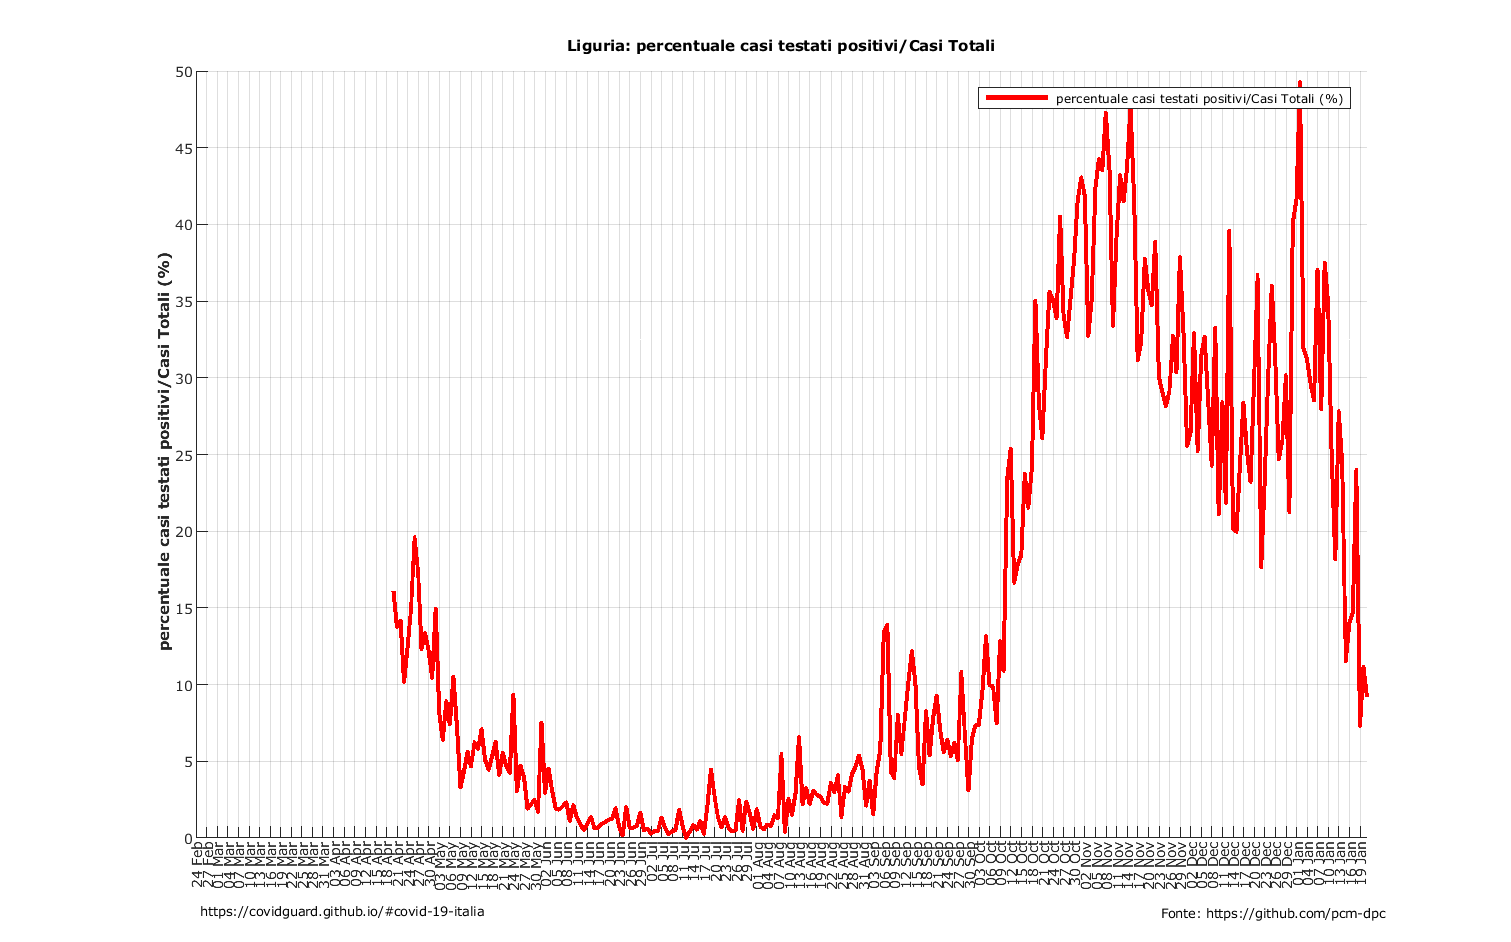 Liguria: percentuale casi testati positivi/Casi Totali
percentuale casi testati positivi/Casi Totali (%)
percentuale casi testati positivi/Casi Totali (%)
50
45
40
35
30
25
20
15
10
5
0
24 Feb
27 Feb
01 Mar
04 Mar
07 Mar
10 Mar
13 Mar
16 Mar
19 Mar
22 Mar
25 Mar
28 Mar
31 Mar
03 Apr
06 Apr
09 Apr
12 Apr
15 Apr
18 Apr
21 Apr
24 Apr
27 Apr
30 Apr
03 May
06 May
09 May
12 May
15 May
18 May
21 May
24 May
27 May
30 May
02 Jun
05 Jun
08 Jun
11 Jun
14 Jun
17 Jun
20 Jun
23 Jun
26 Jun
29 Jun
02 Jul
05 Jul
08 Jul
11 Jul
14 Jul
17 Jul
20 Jul
23 Jul
26 Jul
29 Jul
01 Aug
04 Aug
07 Aug
10 Aug
13 Aug
16 Aug
19 Aug
22 Aug
25 Aug
28 Aug
31 Aug
03 Sep
06 Sep
09 Sep
12 Sep
15 Sep
18 Sep
21 Sep
24 Sep
27 Sep
30 Sep
03 Oct
06 Oct
09 Oct
12 Oct
15 Oct
18 Oct
21 Oct
24 Oct
27 Oct
30 Oct
02 Nov
05 Nov
08 Nov
11 Nov
14 Nov
17 Nov
20 Nov
23 Nov
26 Nov
29 Nov
02 Dec
05 Dec
08 Dec
11 Dec
14 Dec
17 Dec
20 Dec
23 Dec
26 Dec
29 Dec
01 Jan
04 Jan
07 Jan
10 Jan
13 Jan
16 Jan
19 Jan
https://covidguard.github.io/#covid-19-italia
Fonte: https://github.com/pcm-dpc